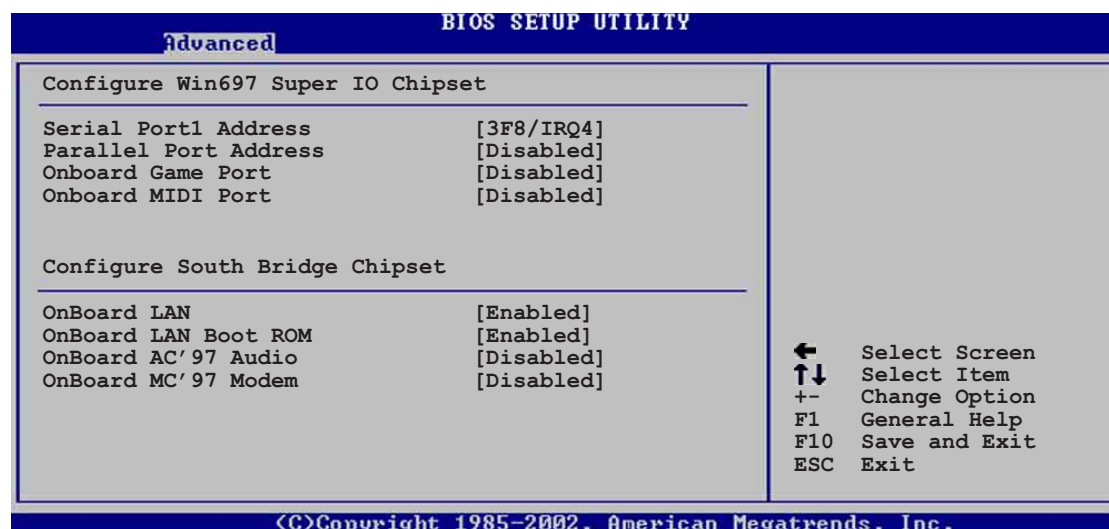 BIOS SETUP UTILITY
Advanced
Configure Win697 Super IO Chipset
Serial Port1 Address [3F8/IRQ4]
Parallel Port Address [Disabled]
Onboard Game Port [Disabled]
Onboard MIDI Port [Disabled]
Configure South Bridge Chipset
OnBoard LAN [Enabled]
OnBoard LAN Boot ROM [Enabled]
OnBoard AC’97 Audio [Disabled]
OnBoard MC’97 Modem [Disabled]
← Select Screen
↑↓ Select Item
+- Change Option
F1 General Help
F10 Save and Exit
ESC Exit
(C)Copyright 1985-2002, American Megatrends, Inc.